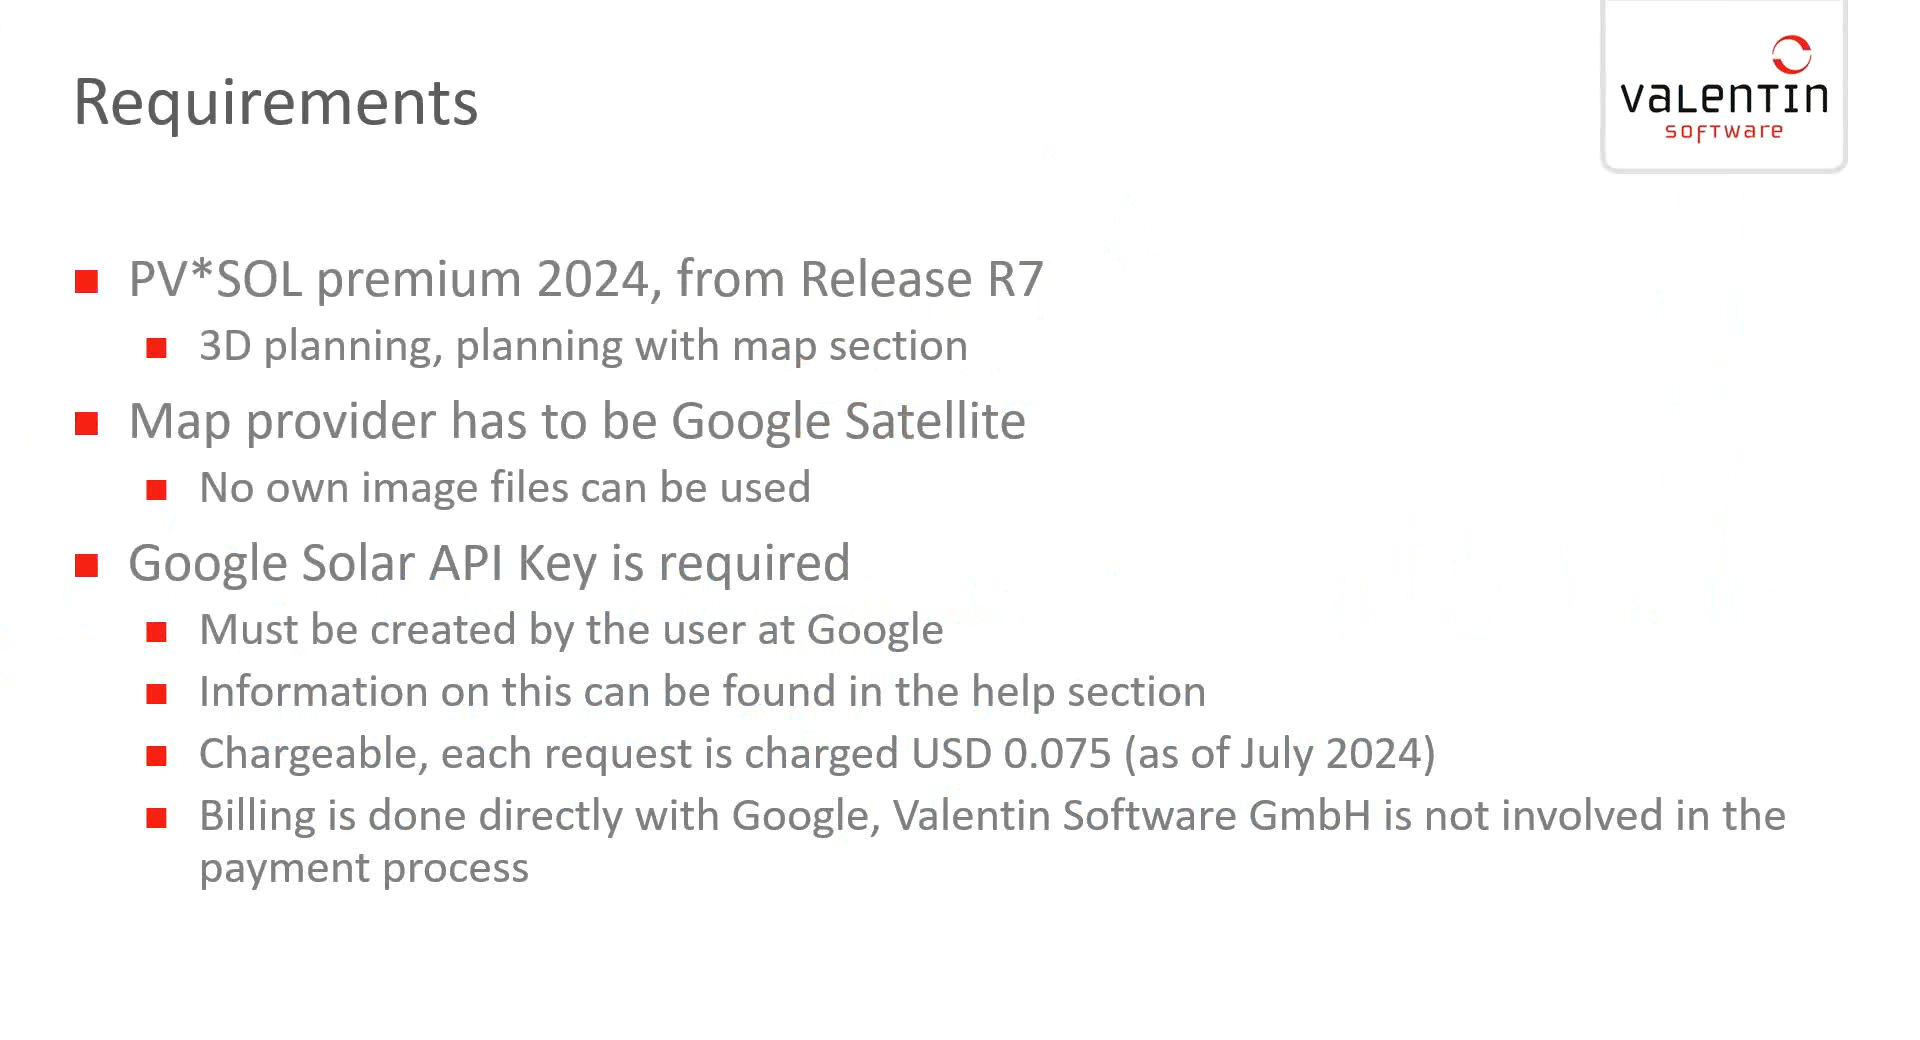 Requirements
valentin
software
PV*SOL premium 2024, from Release R7
3D planning, planning with map section
Map provider has to be Google Satellite
No own image files can be used
Google Solar API Key is required
Must be created by the user at Google
Information on this can be found in the help section
Chargeable, each request is charged USD 0.075 (as of July 2024)
Billing is done directly with Google, Valentin Software GmbH is not involved in the
payment process